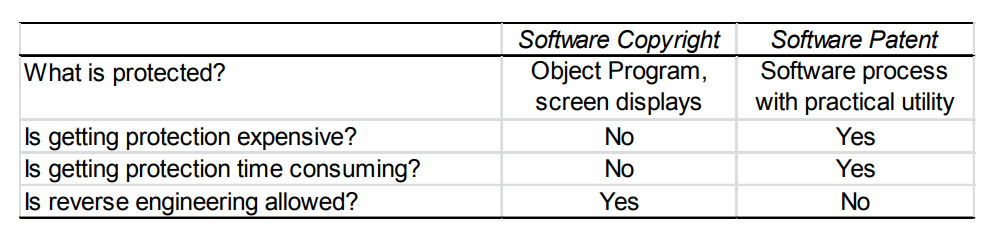 Software Copyright Software Patent
What is protected? Object Program, Software process
screen displays with practical utility
Is getting protection expensive? No Yes
Is getting protection time consuming? No Yes
Is reverse engineering allowed? Yes No